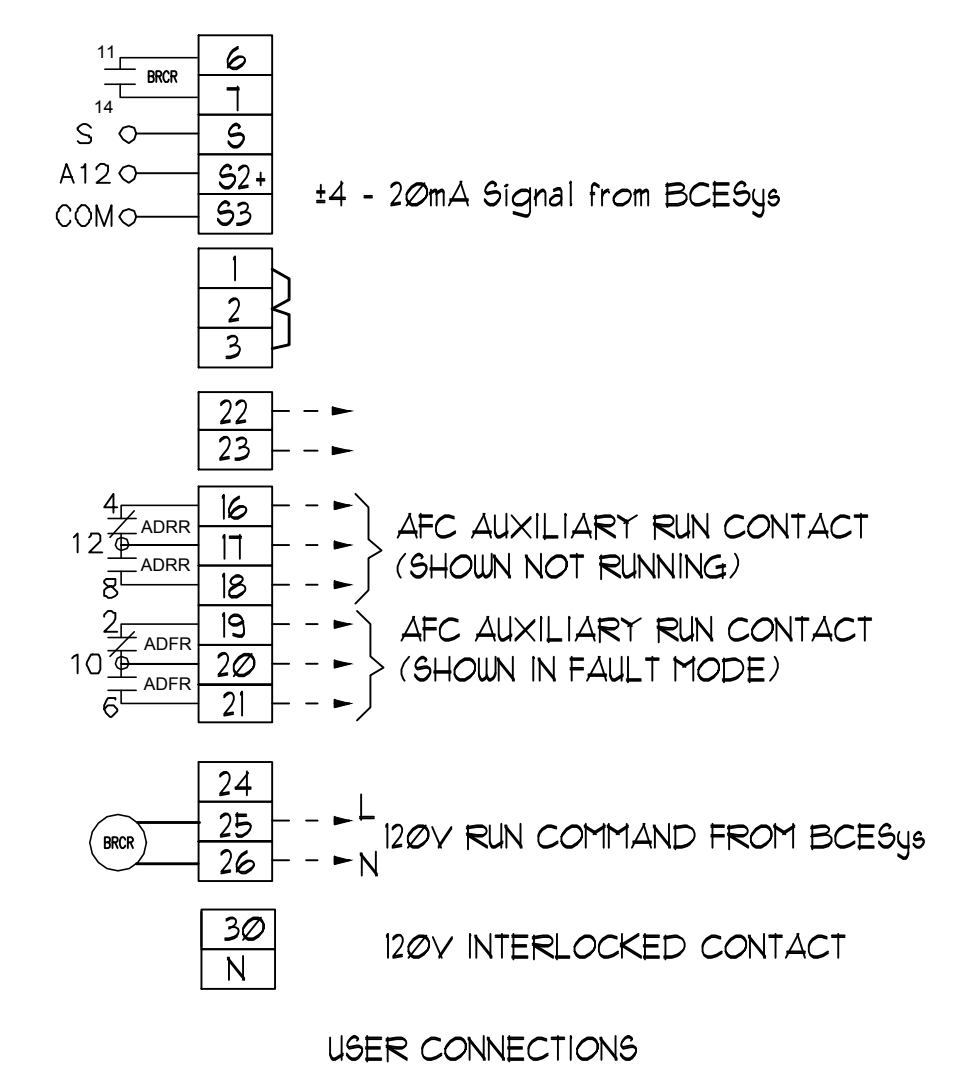 11
BRCR
14
6
7
S S
A12 S2+
COM S3
±4 - 20mA Signal from BCESys
1
2
3
22
23
4 16
ADRR
12 17
ADRR
8 18
AFC AUXILIARY RUN CONTACT
(SHOWN NOT RUNNING)
2 19
ADFR
10 20
ADFR
6 21
AFC AUXILIARY RUN CONTACT
(SHOWN IN FAULT MODE)
24
25 L
26 N
BRCR
120V RUN COMMAND FROM BCESys
30
N
120V INTERLOCKED CONTACT
USER CONNECTIONS